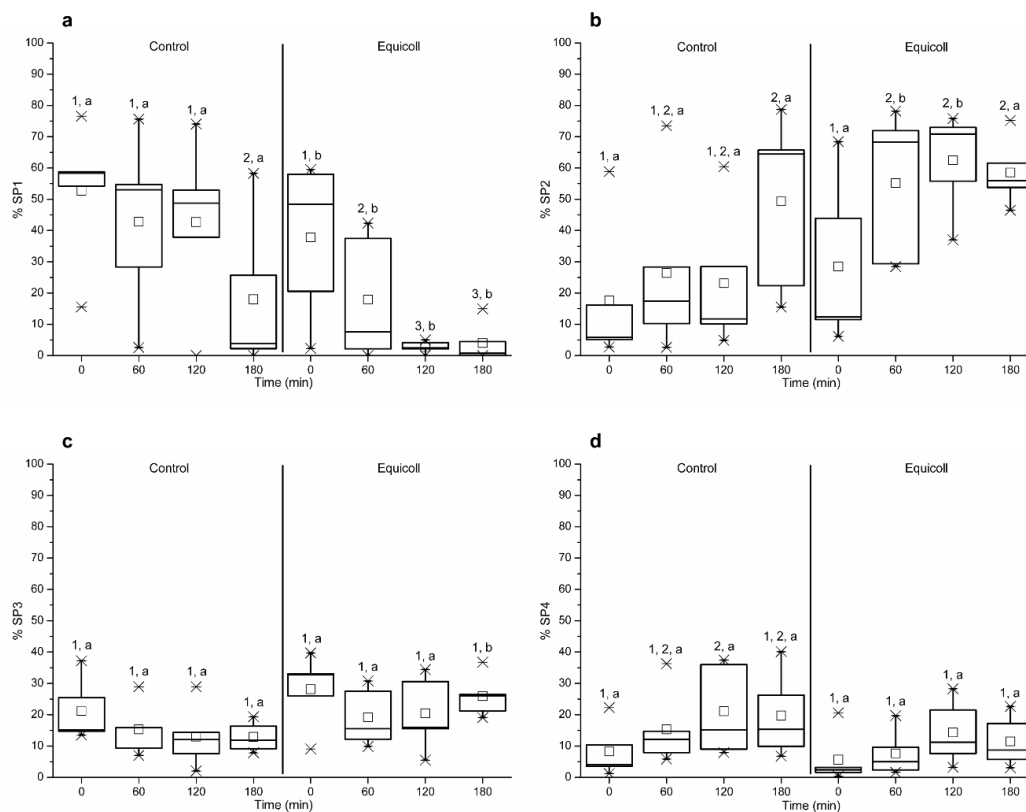 a
Control
Equicoll
% SP1
100
90
80
70
60
50
40
30
20
10
0
1, a
1, a
1, a
2, a
1, b
2, b
3, b
3, b
0 60 120 180 0 60 120 180
Time (min)
b
Control
Equicoll
% SP2
100
90
80
70
60
50
40
30
20
10
0
1, a
1, 2, a
1, 2, a
2, a
1, a
2, b
2, b
2, a
0 60 120 180 0 60 120 180
Time (min)
c
Control
Equicoll
% SP3
100
90
80
70
60
50
40
30
20
10
0
1, a
1, a
1, a
1, a
1, a
1, a
1, a
1, b
0 60 120 180 0 60 120 180
Time (min)
d
Control
Equicoll
% SP4
100
90
80
70
60
50
40
30
20
10
0
1, a
1, 2, a
2, a
1, 2, a
1, a
1, a
1, a
1, a
0 60 120 180 0 60 120 180
Time (min)